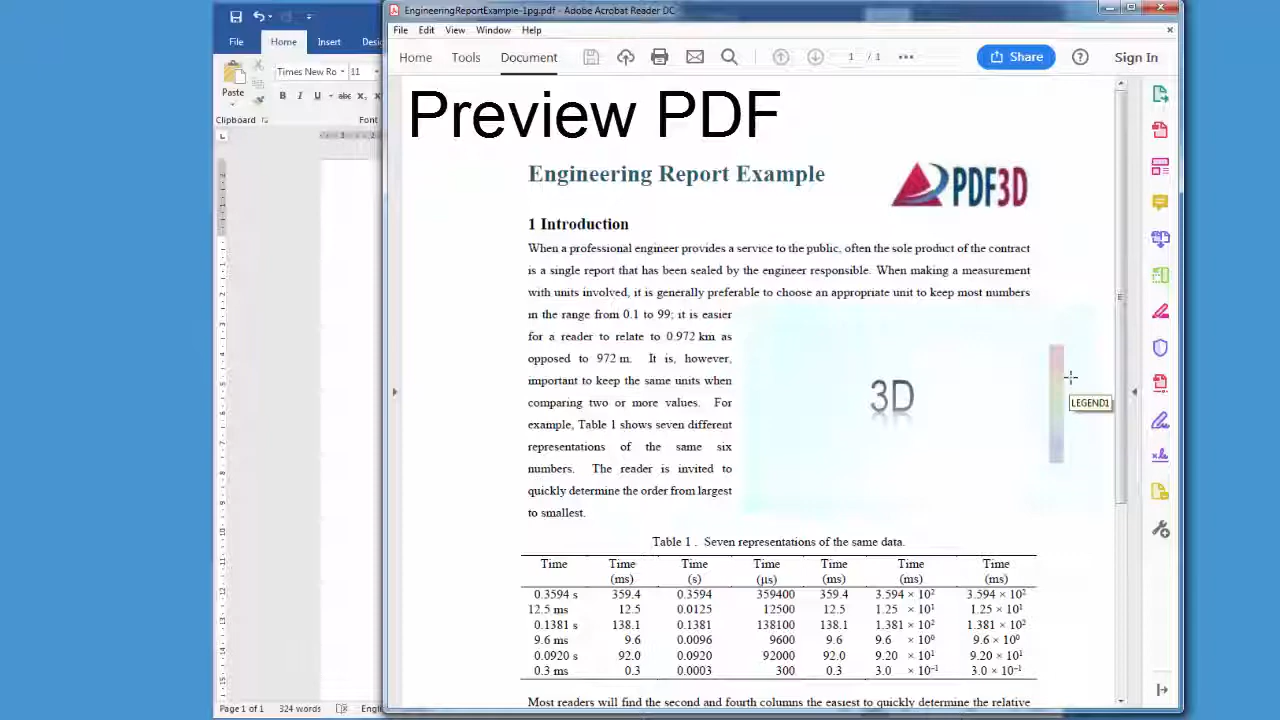 EngineeringReportExample-1pg.pdf - Adobe Acrobat Reader DC
File Edit View Window Help
Home Tools Document 1 / 1 Share Sign In
File Home Insert
Times New Ro 11
Paste B I U abc x
Clipboard Font
Preview PDF
Engineering Report Example
PDF3D
1 Introduction
When a professional engineer provides a service to the public, often the sole product of the contract
is a single report that has been sealed by the engineer responsible. When making a measurement
with units involved, it is generally preferable to choose an appropriate unit to keep most numbers
in the range from 0.1 to 99; it is easier
for a reader to relate to 0.972 km as
opposed to 972 m. It is, however,
important to keep the same units when
comparing two or more values. For
example, Table 1 shows seven different
representations of the same six
numbers. The reader is invited to
quickly determine the order from largest
to smallest.
3D
LEGEND1
Table 1 . Seven representations of the same data.
Time Time Time Time Time Time Time
(ms) (s) (μs) (ms) (ms) (ms)
0.3594 s 359.4 0.3594 359400 359.4 3.594 × 10² 3.594 × 10²
12.5 ms 12.5 0.0125 12500 12.5 1.25 × 10¹ 1.25 × 10¹
0.1381 s 138.1 0.1381 138100 138.1 1.381 × 10² 1.381 × 10²
9.6 ms 9.6 0.0096 9600 9.6 9.6 × 10⁰ 9.6 × 10⁰
0.0920 s 92.0 0.0920 92000 92.0 9.20 × 10¹ 9.20 × 10¹
0.3 ms 0.3 0.0003 300 0.3 3.0 × 10⁻¹ 3.0 × 10⁻¹
Most readers will find the second and fourth columns the easiest to quickly determine the relative
Page 1 of 1 324 words